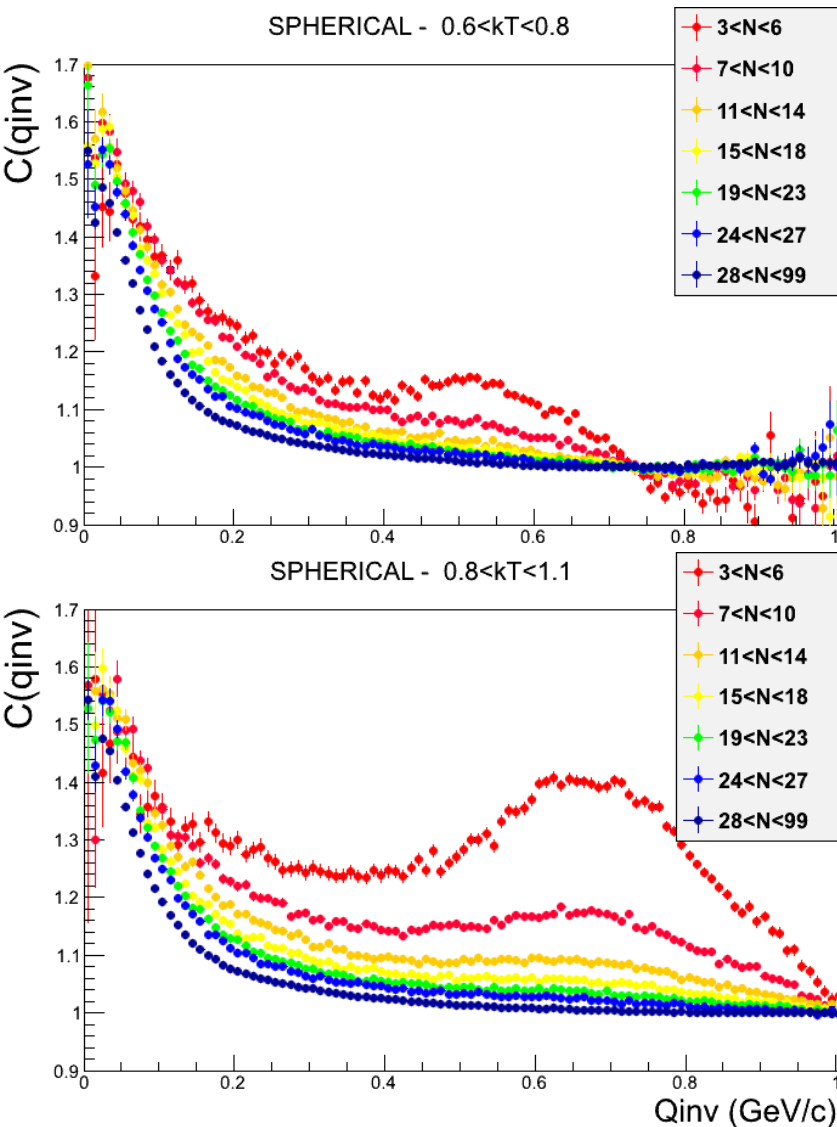 SPHERICAL - 0.6<kT<0.8
C(qinv)
3<N<6
7<N<10
11<N<14
15<N<18
19<N<23
24<N<27
28<N<99
1.7
1.6
1.5
1.4
1.3
1.2
1.1
1
0.9
0 0.2 0.4 0.6 0.8 1
SPHERICAL - 0.8<kT<1.1
C(qinv)
3<N<6
7<N<10
11<N<14
15<N<18
19<N<23
24<N<27
28<N<99
1.7
1.6
1.5
1.4
1.3
1.2
1.1
1
0.9
0 0.2 0.4 0.6 0.8 1
Qinv (GeV/c)